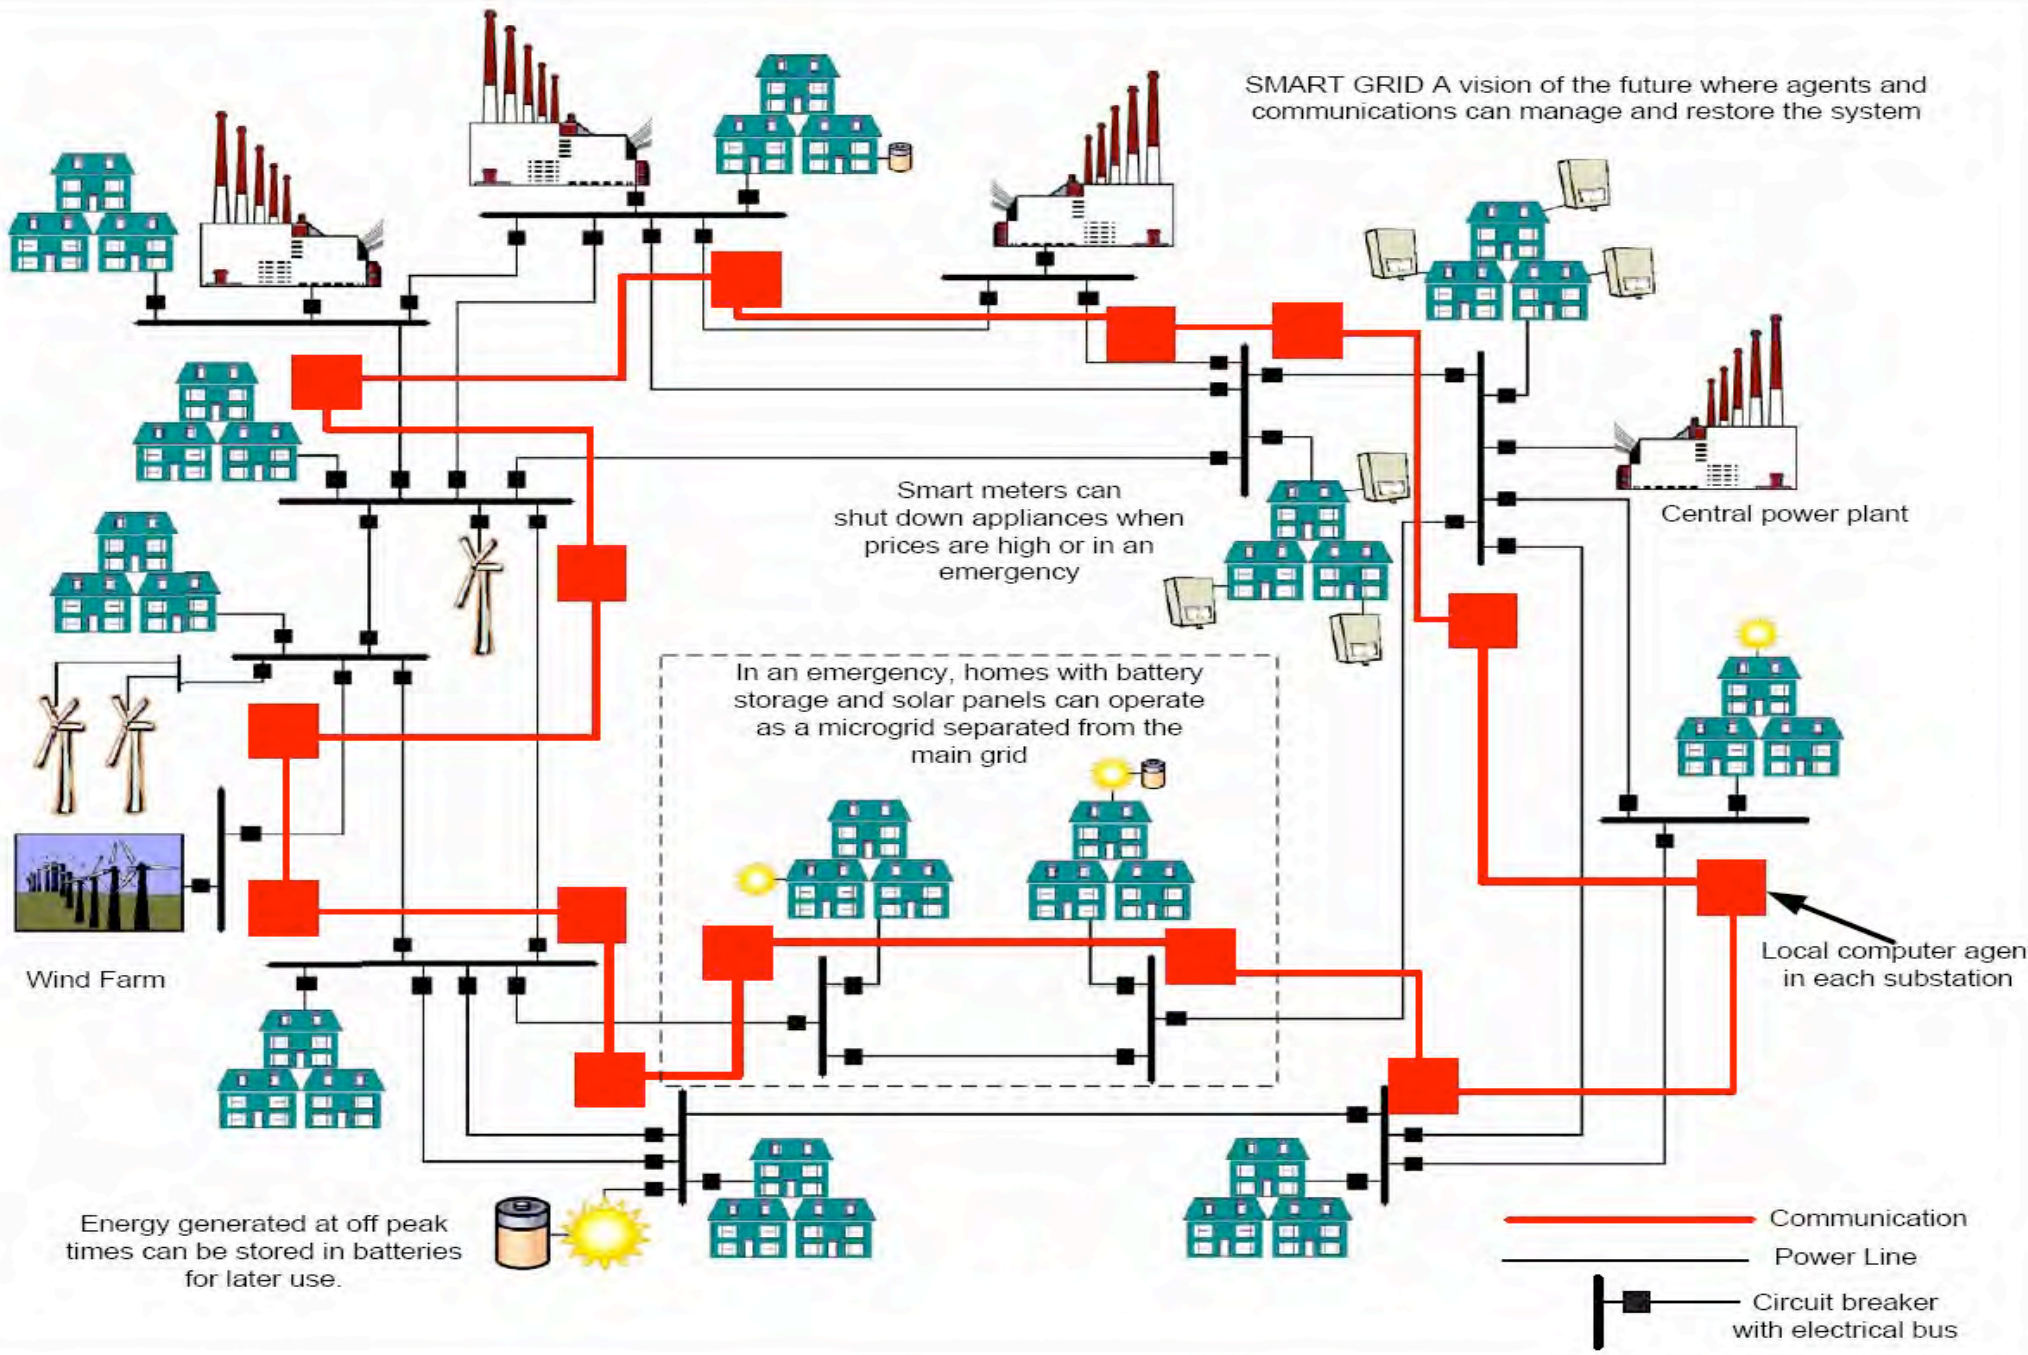 SMART GRID A vision of the future where agents and
communications can manage and restore the system
Smart meters can
shut down appliances when
prices are high or in an
emergency
Central power plant
In an emergency, homes with battery
storage and solar panels can operate
as a microgrid separated from the
main grid
Wind Farm
Local computer agen
in each substation
Energy generated at off peak
times can be stored in batteries
for later use.
Communication
Power Line
Circuit breaker
with electrical bus